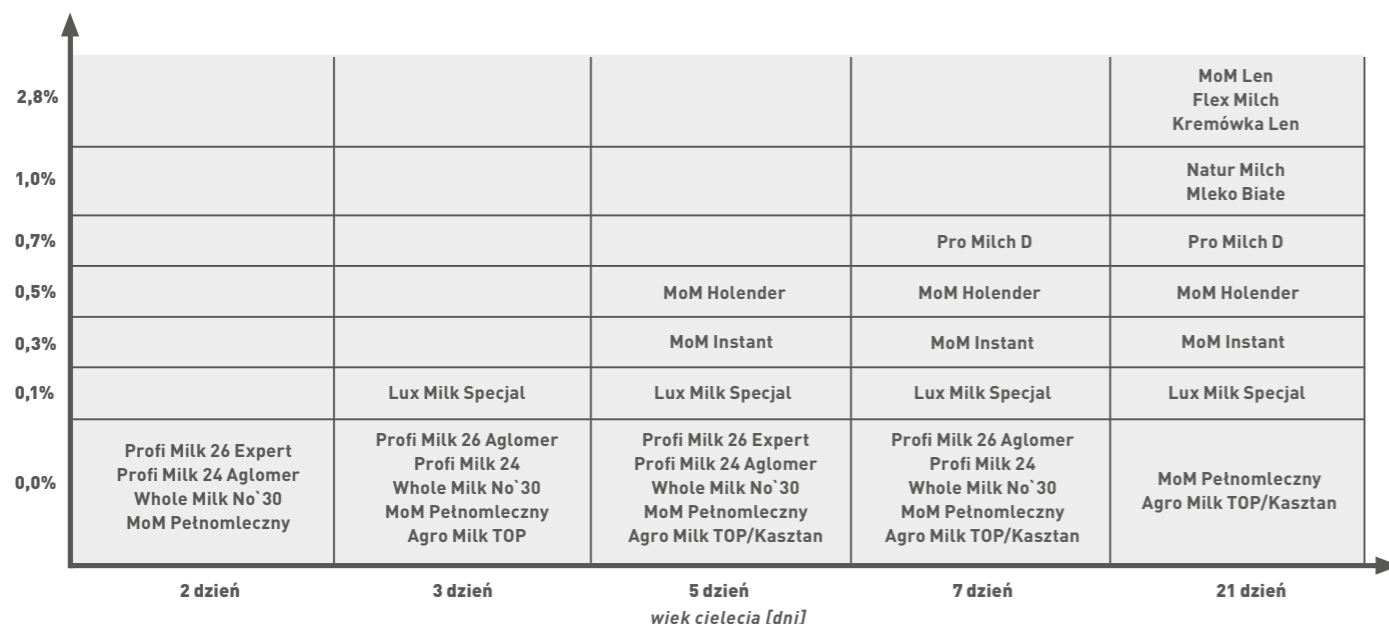 2,8%
MoM Len
Flex Milch
Kremówka Len
1,0%
Natur Milch
Mleko Białe
0,7%
Pro Milch D
Pro Milch D
0,5%
MoM Holender
MoM Holender
MoM Holender
0,3%
MoM Instant
MoM Instant
MoM Instant
0,1%
Lux Milk Specjal
Lux Milk Specjal
Lux Milk Specjal
Lux Milk Specjal
0,0%
Profi Milk 26 Expert
Profi Milk 24 Aglomer
Whole Milk No`30
MoM Pełnomleczny
Profi Milk 26 Aglomer
Profi Milk 24
Whole Milk No`30
MoM Pełnomleczny
Agro Milk TOP
Profi Milk 26 Expert
Profi Milk 24 Aglomer
Whole Milk No`30
MoM Pełnomleczny
Agro Milk TOP/Kasztan
Profi Milk 26 Aglomer
Profi Milk 24
Whole Milk No`30
MoM Pełnomleczny
Agro Milk TOP/Kasztan
MoM Pełnomleczny
Agro Milk TOP/Kasztan
2 dzień
3 dzień
5 dzień
7 dzień
21 dzień
wiek cielęcia [dni]